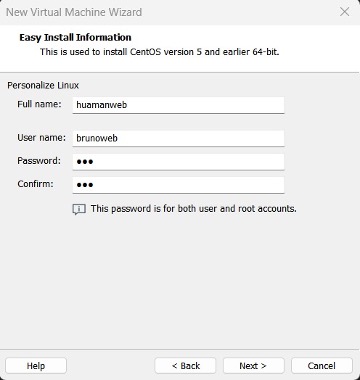 New Virtual Machine Wizard
Easy Install Information
This is used to install CentOS version 5 and earlier 64-bit.
Personalize Linux
Full name: huamanweb
User name: brunoweb
Password: ●●●
Confirm: ●●●
This password is for both user and root accounts.
Help < Back Next > Cancel